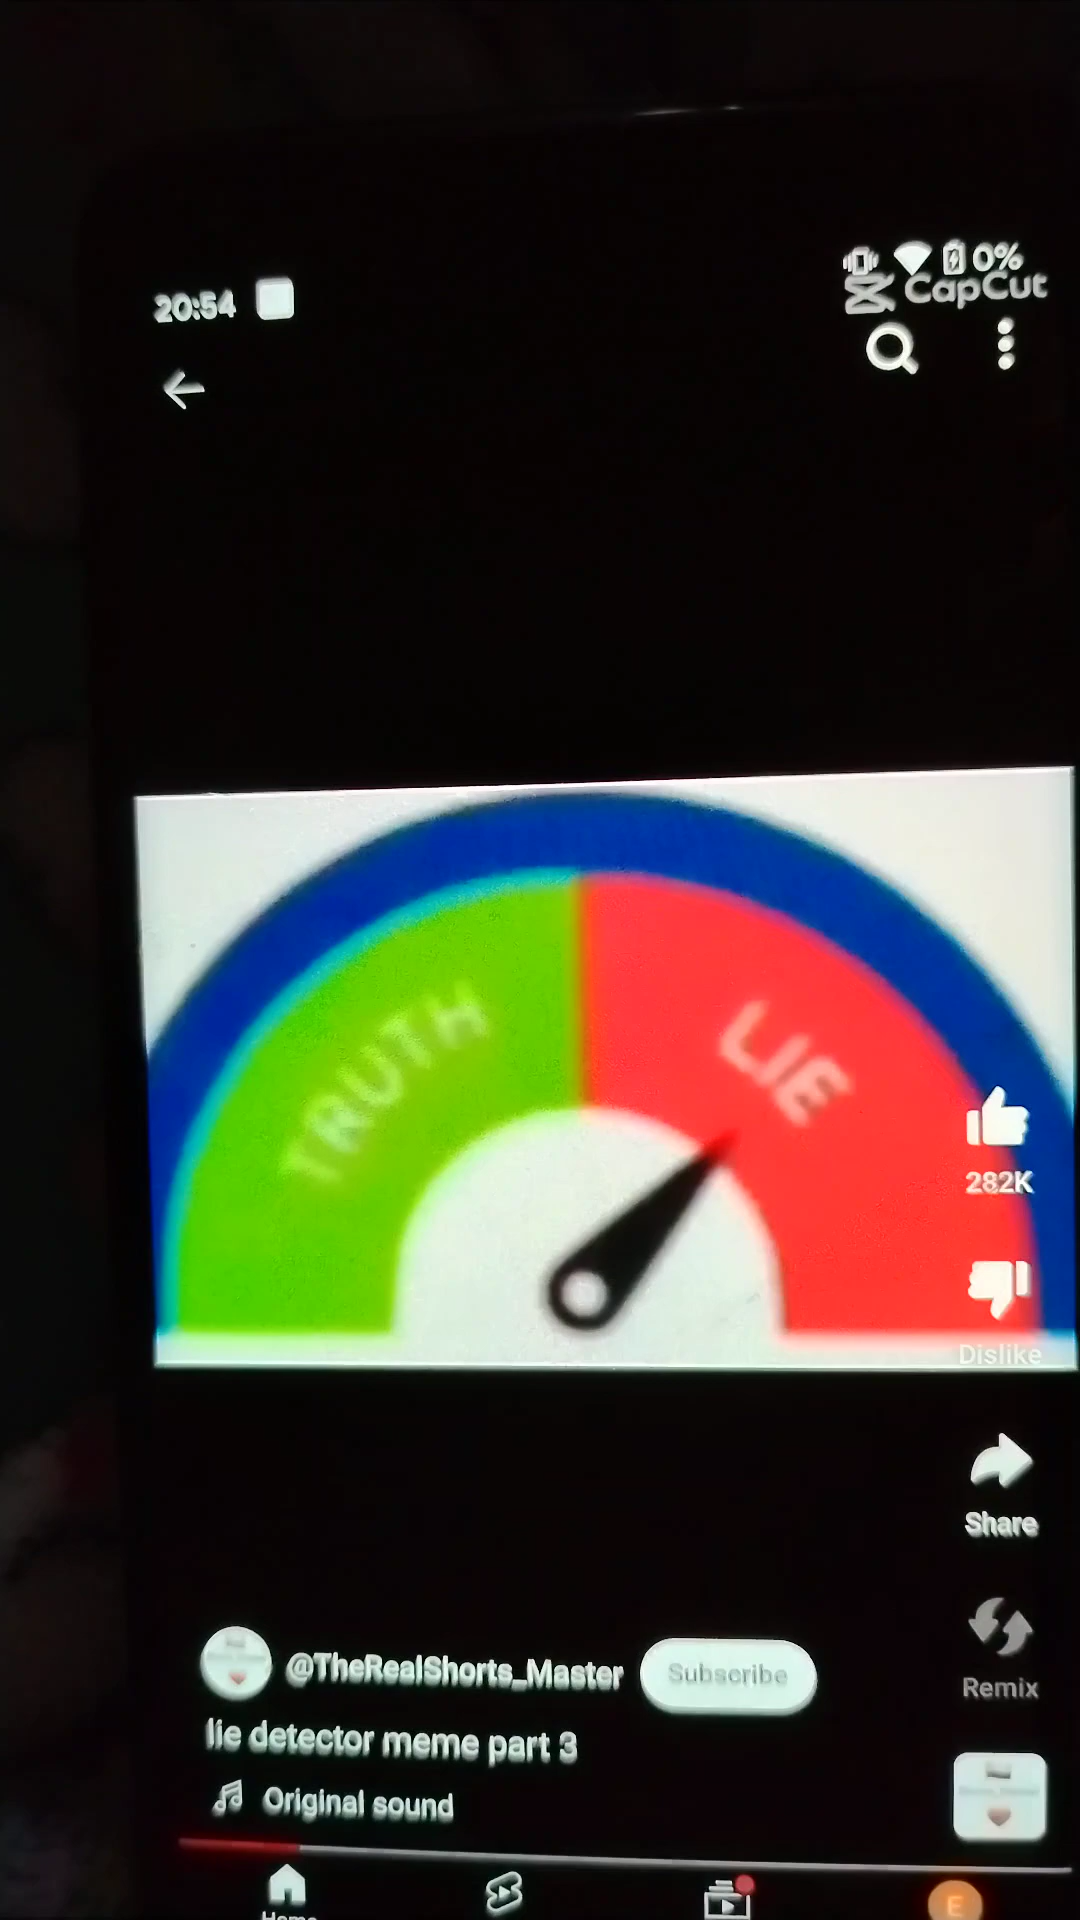 20:54
0%
CapCut
TRUTH
LIE
282K
Dislike
Share
Remix
@TheRealShorts_Master
Subscribe
lie detector meme part 3
Original sound
Home
E